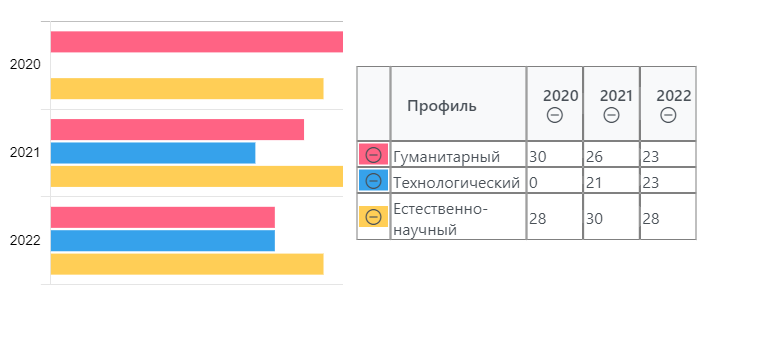 2020
2021
2022
Профиль 2020 2021 2022
Гуманитарный 30 26 23
Технологический 0 21 23
Естественно-
научный 28 30 28